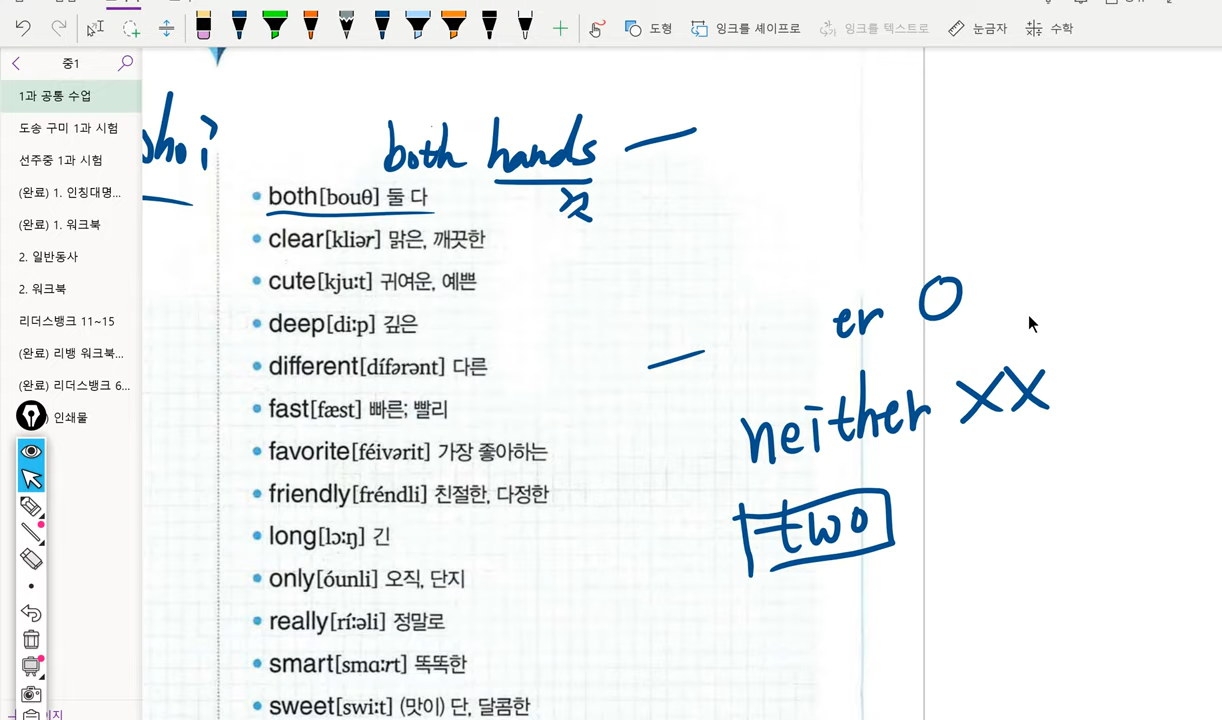 도형
잉크를 셰이프로
잉크를 텍스트로
눈금자
수학
중1
1과 공통 수업
도송 구미 1과 시험
선주중 1과 시험
(완료) 1. 인칭대명...
(완료) 1. 워크북
2. 일반동사
2. 워크북
리더스뱅크 11~15
(완료) 리뱅 워크북...
(완료) 리더스뱅크 6...
인쇄물
both hands
both[bouθ] 둘 다
clear[kliər] 맑은, 깨끗한
cute[kju:t] 귀여운, 예쁜
deep[di:p] 깊은
different[dífərənt] 다른
fast[fæst] 빠른; 빨리
favorite[féivərit] 가장 좋아하는
friendly[fréndli] 친절한, 다정한
long[lɔ:ŋ] 긴
only[óunli] 오직, 단지
really[rí:əli] 정말로
smart[smɑ:rt] 똑똑한
sweet[swi:t] (맛이) 단, 달콤한
er O
neither XX
two